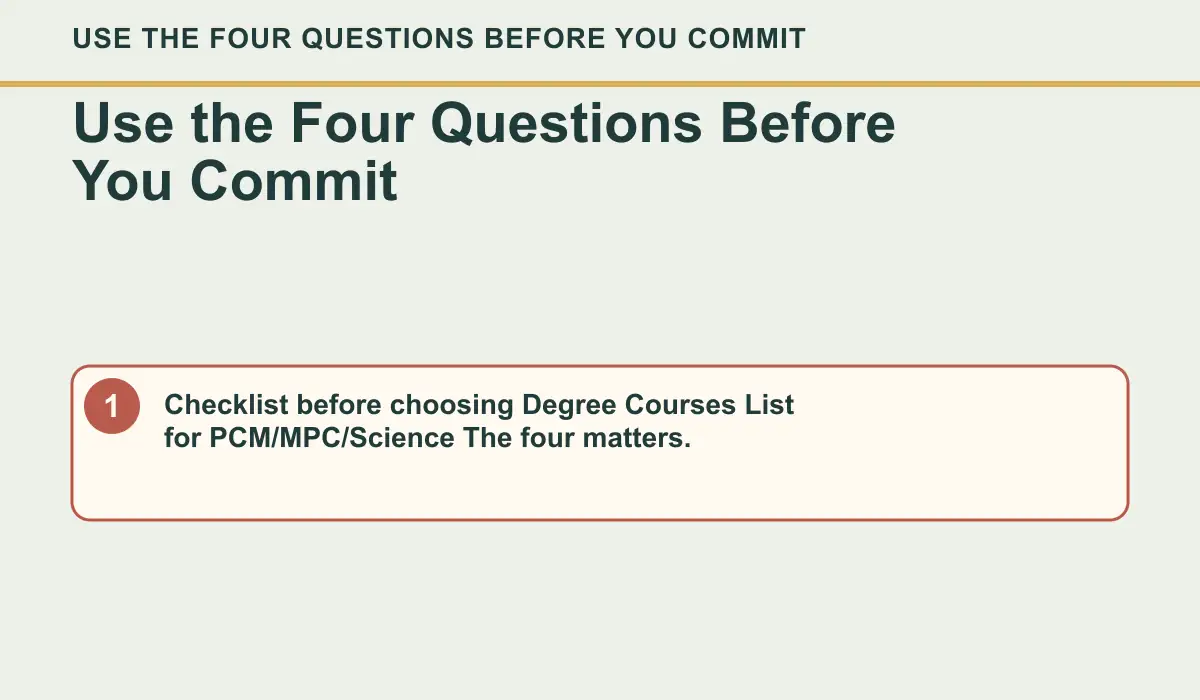 USE THE FOUR QUESTIONS BEFORE YOU COMMIT
Use the Four Questions Before
You Commit
1
Checklist before choosing Degree Courses List
for PCM/MPC/Science The four matters.